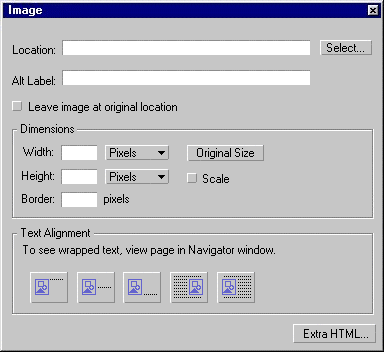 Image
Location:
Select...
Alt Label:
Leave image at original location
Dimensions
Width:
Pixels
Original Size
Height:
Pixels
Scale
Border:
pixels
Text Alignment
To see wrapped text, view page in Navigator window.
Extra HTML...